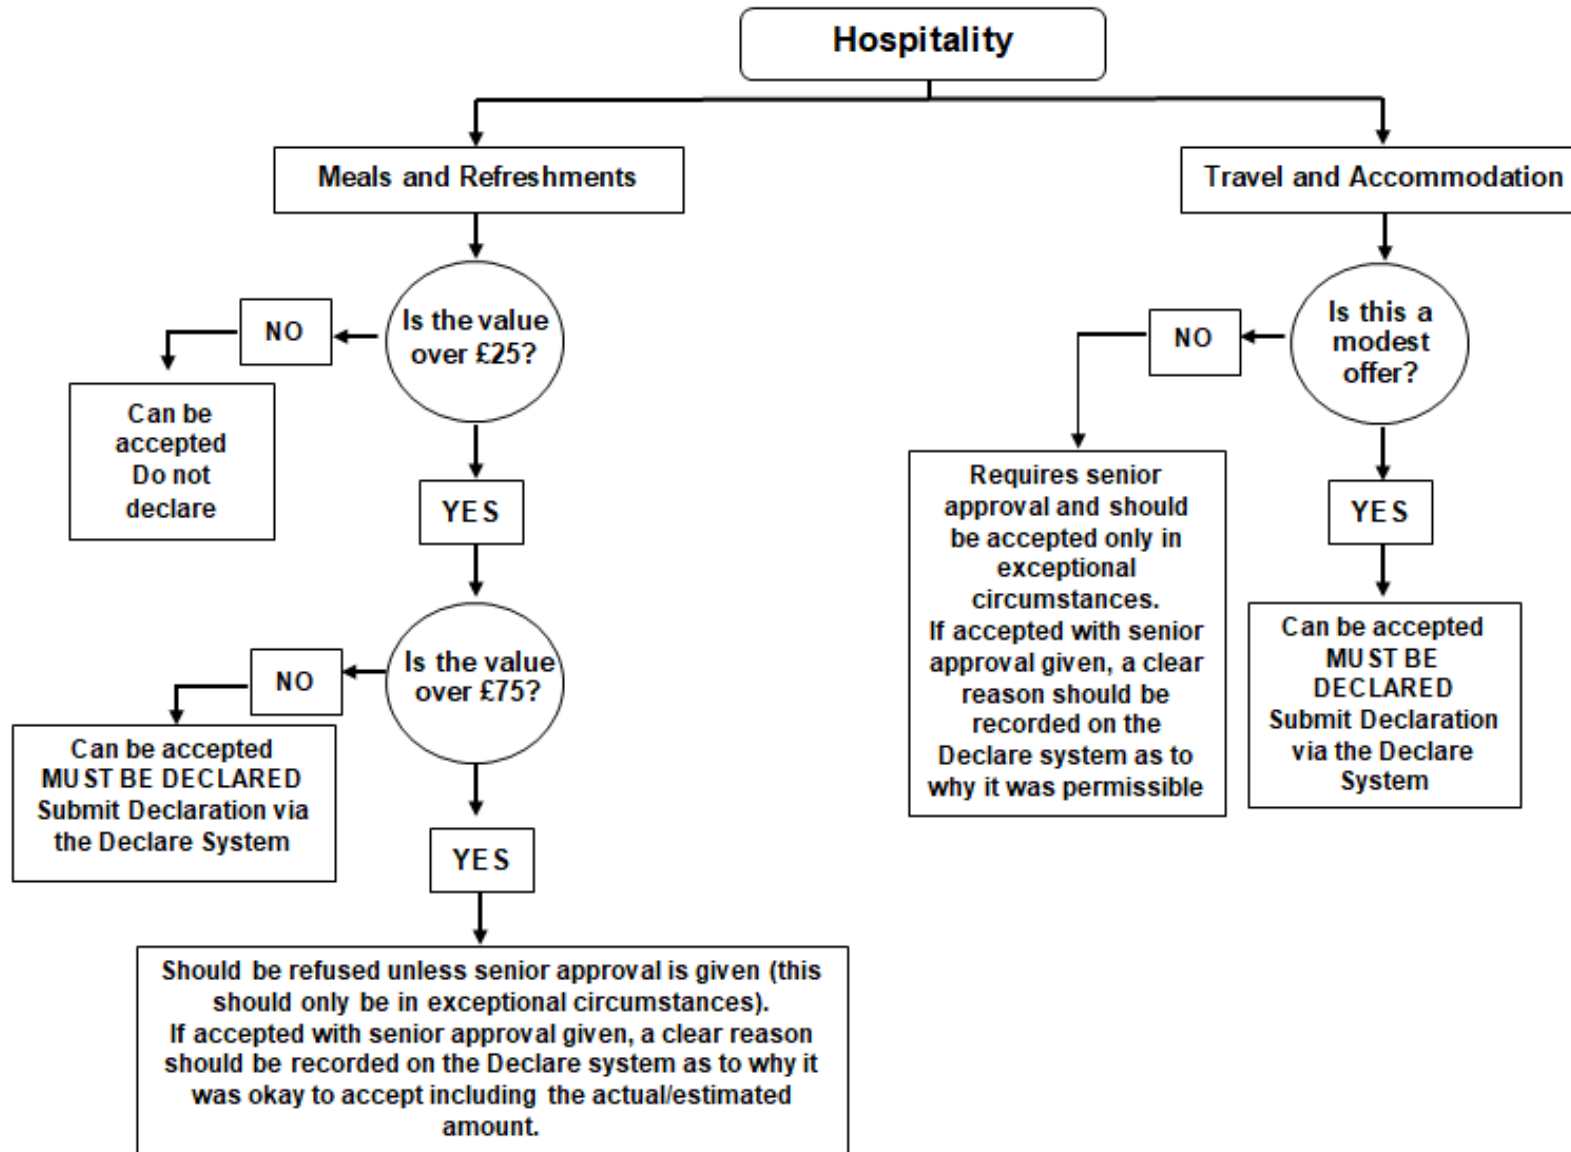 Hospitality
Meals and Refreshments
Travel and Accommodation
Is the value
over £25?
NO
Can be
accepted
Do not
declare
YES
Is the value
over £75?
NO
Can be accepted
MUST BE DECLARED
Submit Declaration via
the Declare System
YES
Should be refused unless senior approval is given (this
should only be in exceptional circumstances).
If accepted with senior approval given, a clear reason
should be recorded on the Declare system as to why it
was okay to accept including the actual/estimated
amount.
Is this a
modest
offer?
NO
Requires senior
approval and should
be accepted only in
exceptional
circumstances.
If accepted with senior
approval given, a clear
reason should be
recorded on the
Declare system as to
why it was permissible
YES
Can be accepted
MUST BE
DECLARED
Submit Declaration
via the Declare
System